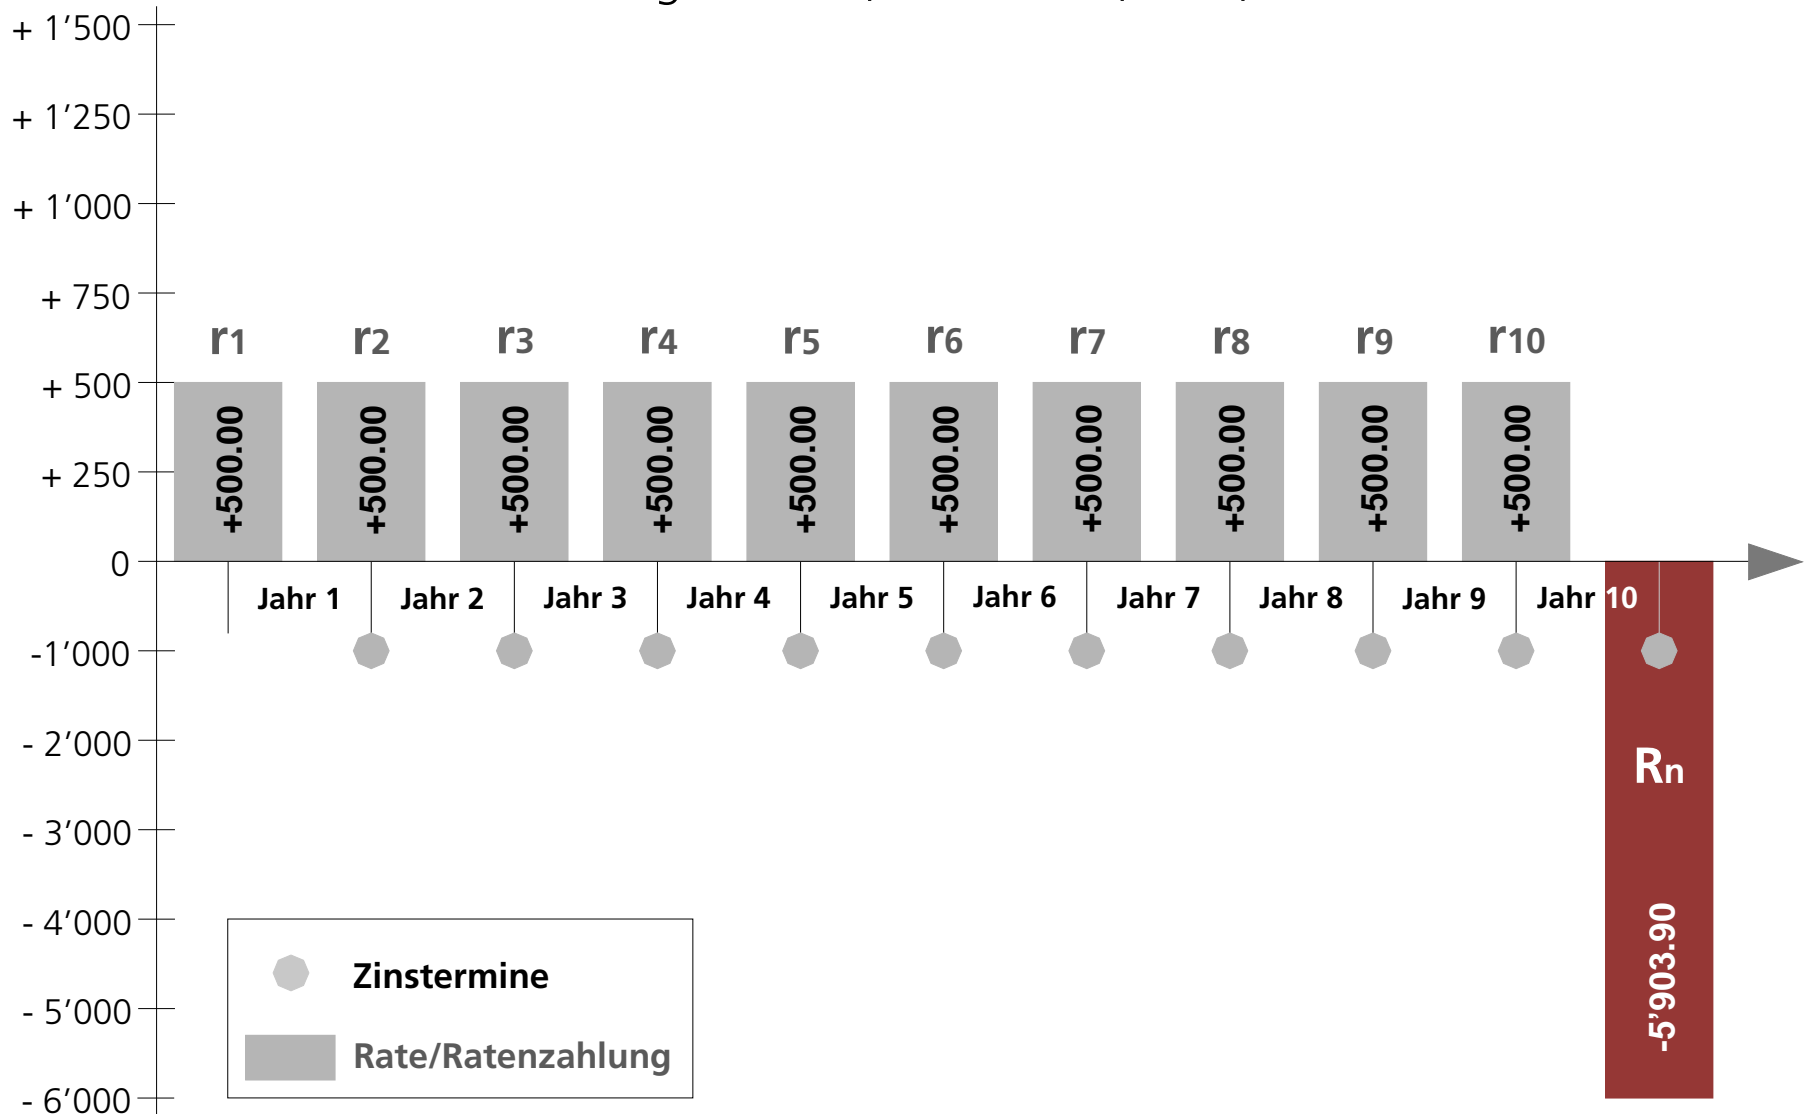 + 1’500
+ 1’250
+ 1’000
+ 750
+ 500
+ 250
0
-1’000
- 2’000
- 3’000
- 4’000
- 5’000
- 6’000
r1 r2 r3 r4 r5 r6 r7 r8 r9 r10
+500.00 +500.00 +500.00 +500.00 +500.00 +500.00 +500.00 +500.00 +500.00 +500.00
Jahr 1 Jahr 2 Jahr 3 Jahr 4 Jahr 5 Jahr 6 Jahr 7 Jahr 8 Jahr 9 Jahr 10
Rn
-5’903.90
Zinstermine
Rate/Ratenzahlung